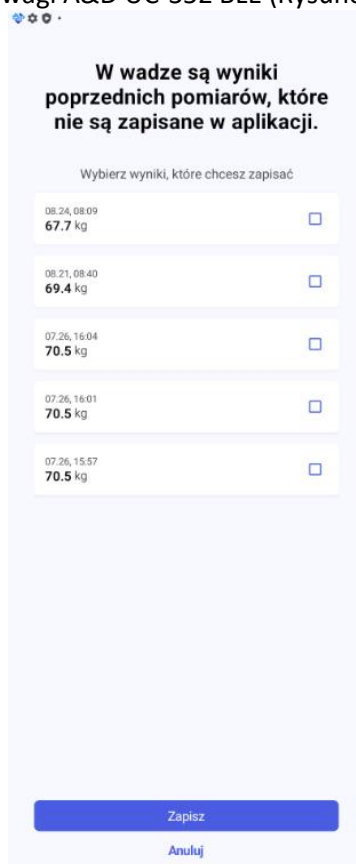 wagi A&D UC-352 BLE (Rysune
W wadze są wyniki
poprzednich pomiarów, które
nie są zapisane w aplikacji.
Wybierz wyniki, które chcesz zapisać
08.24, 08:09
67.7 kg
08.21, 08:40
69.4 kg
07.26, 16:04
70.5 kg
07.26, 16:01
70.5 kg
07.26, 15:57
70.5 kg
Zapisz
Anuluj